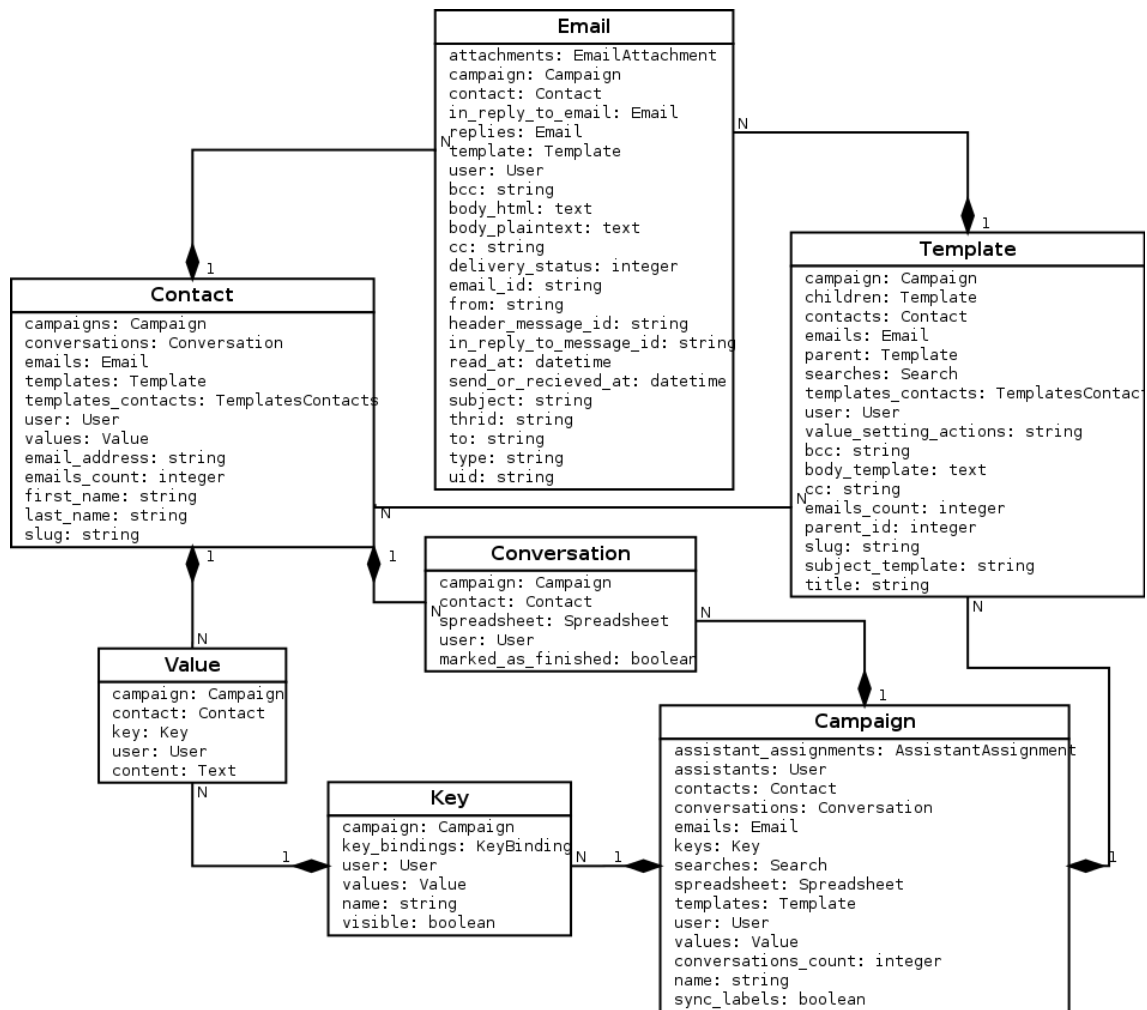 Email
attachments: EmailAttachment
campaign: Campaign
contact: Contact
in_reply_to_email: Email
replies: Email
template: Template
user: User
bcc: string
body_html: text
body_plaintext: text
cc: string
delivery_status: integer
email_id: string
from: string
header_message_id: string
in_reply_to_message_id: string
read_at: datetime
send_or_recieved_at: datetime
subject: string
thrid: string
to: string
type: string
uid: string
N
N
1
1
Template
campaign: Campaign
children: Template
contacts: Contact
emails: Email
parent: Template
searches: Search
templates_contacts: TemplatesContact
user: User
value_setting_actions: string
bcc: string
body_template: text
cc: string
emails_count: integer
parent_id: integer
slug: string
subject_template: string
title: string
Contact
campaigns: Campaign
conversations: Conversation
emails: Email
templates: Template
templates_contacts: TemplatesContacts
user: User
values: Value
email_address: string
emails_count: integer
first_name: string
last_name: string
slug: string
N
N
1
1
Conversation
campaign: Campaign
contact: Contact
spreadsheet: Spreadsheet
user: User
marked_as_finished: boolean
N
N
N
N
1
Value
campaign: Campaign
contact: Contact
key: Key
user: User
content: Text
N
1
Key
campaign: Campaign
key_bindings: KeyBinding
user: User
values: Value
name: string
visible: boolean
N
1
1
Campaign
assistant_assignments: AssistantAssignment
assistants: User
contacts: Contact
conversations: Conversation
emails: Email
keys: Key
searches: Search
spreadsheet: Spreadsheet
templates: Template
user: User
values: Value
conversations_count: integer
name: string
sync_labels: boolean